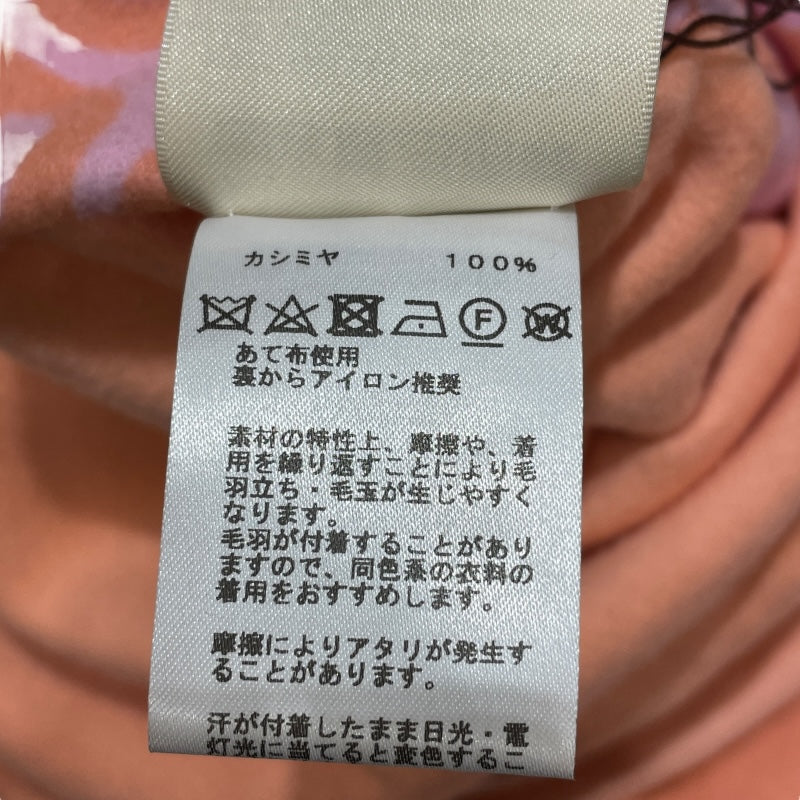 カシミヤ 100%
F W
あて布使用
裏からアイロン推奨
素材の特性上、摩擦や、着
用を繰り返すことにより毛
羽立ち・毛玉が生じやすく
なります。
毛羽が付着することがあり
ますので、同色系の衣料の
着用をおすすめします。
摩擦によりアタリが発生す
ることがあります。
汗が付着したまま日光・電
灯光に当てると変色するこ